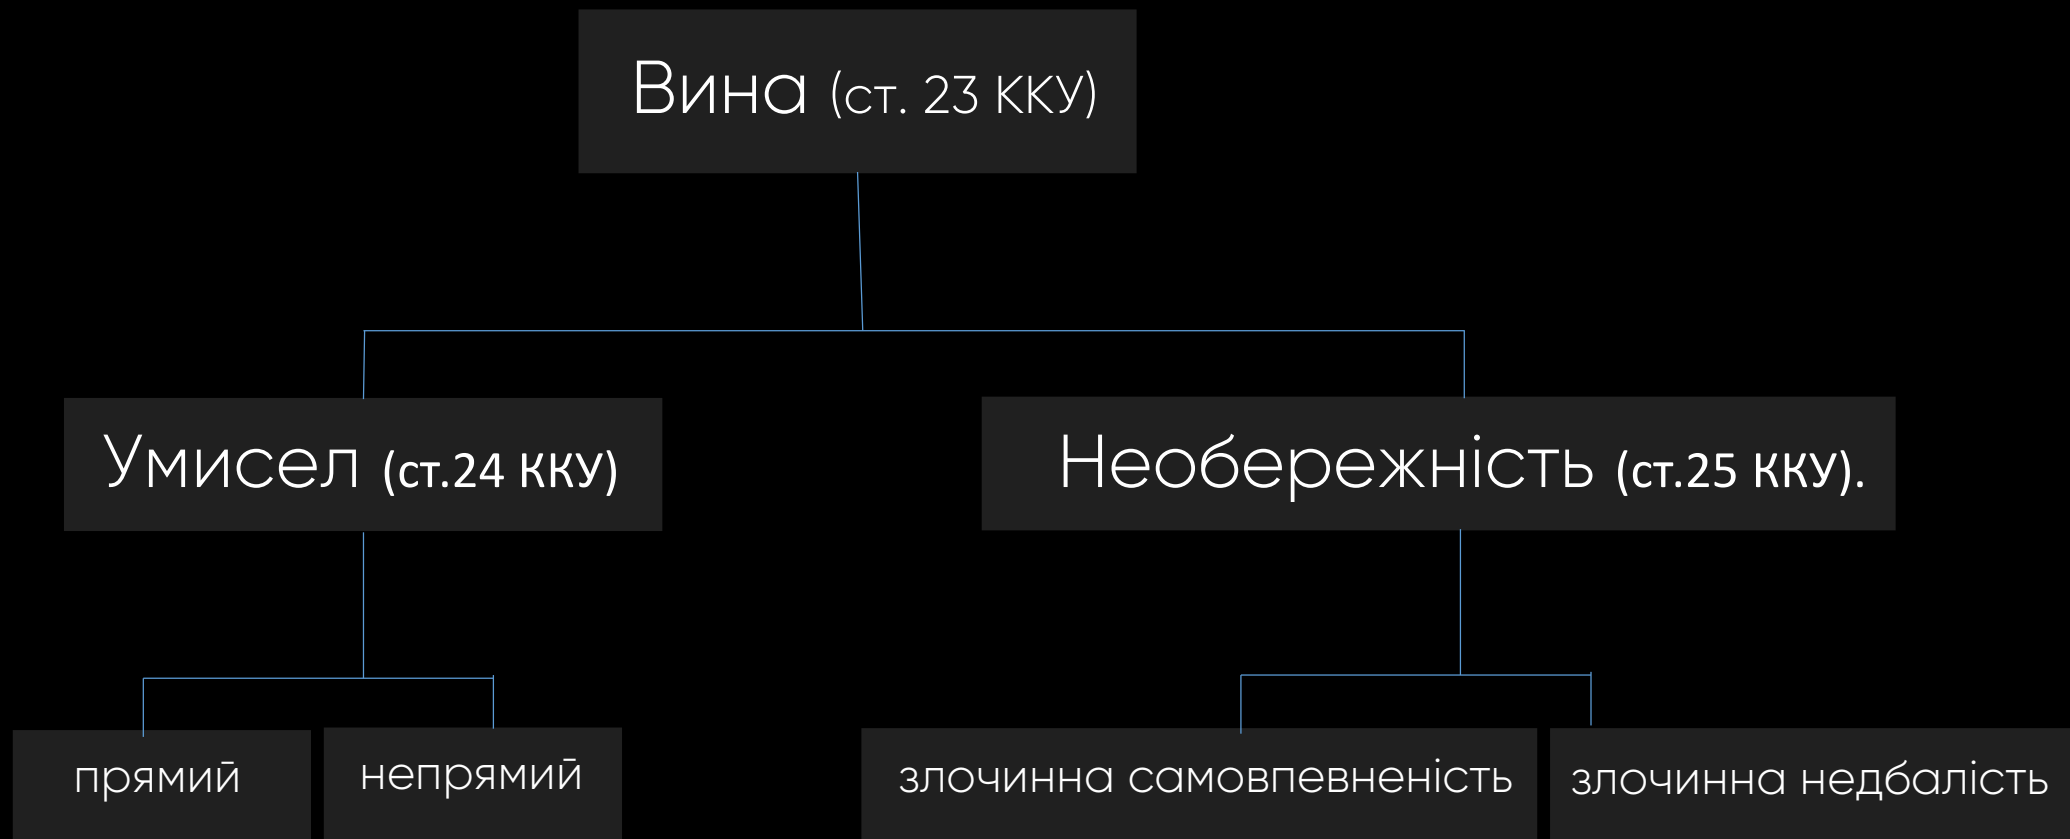 Вина (ст. 23 ККУ)
Умисел (ст.24 ККУ)
Необережність (ст.25 ККУ).
прямий
непрямий
злочинна самовпевненість
злочинна недбалість